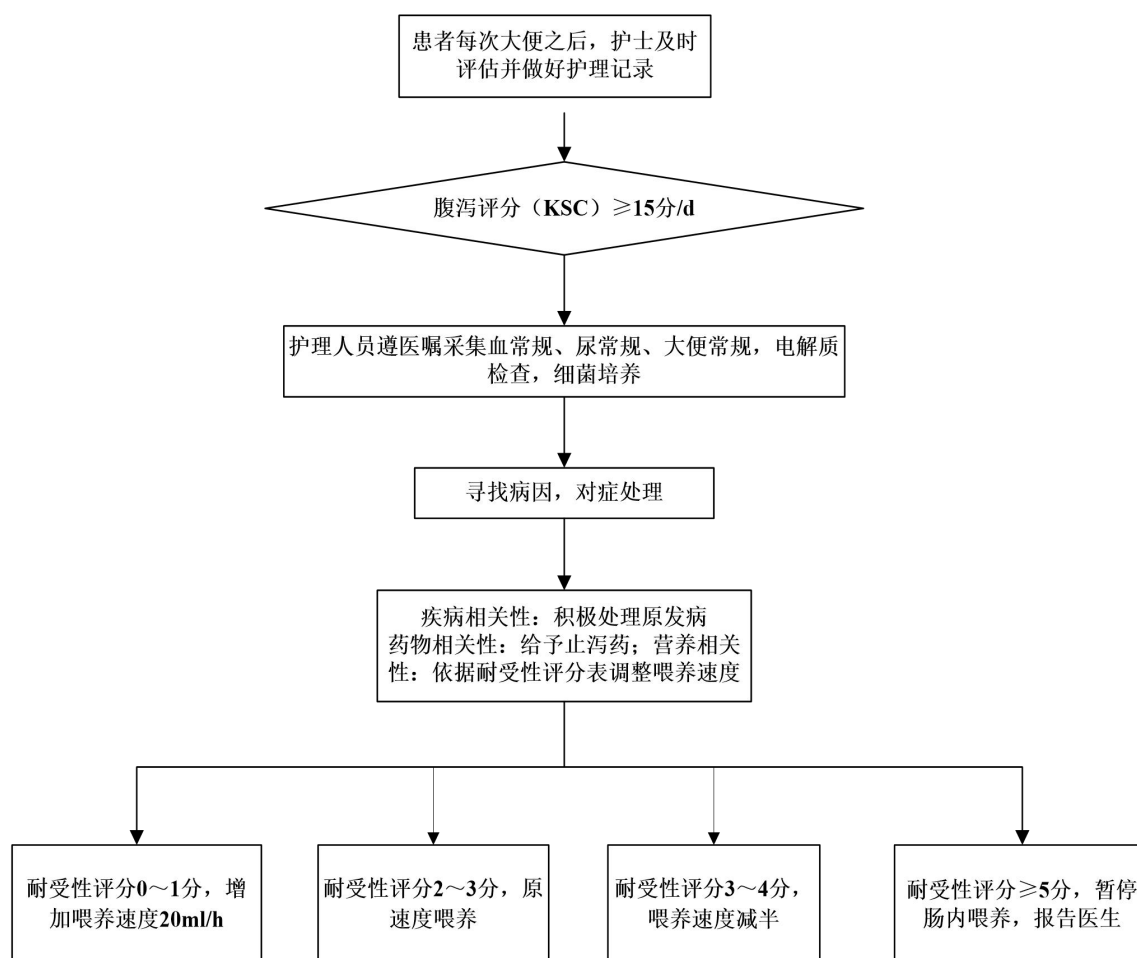 患者每次大便之后，护士及时
评估并做好护理记录
腹泻评分（KSC）≥15分/d
护理人员遵医嘱采集血常规、尿常规、大便常规，电解质
检查，细菌培养
寻找病因，对症处理
疾病相关性：积极处理原发病
药物相关性：给予止泻药；营养相关
性：依据耐受性评分表调整喂养速度
耐受性评分0～1分，增
加喂养速度20ml/h
耐受性评分2～3分，原
速度喂养
耐受性评分3～4分，
喂养速度减半
耐受性评分≥5分，暂停
肠内喂养，报告医生